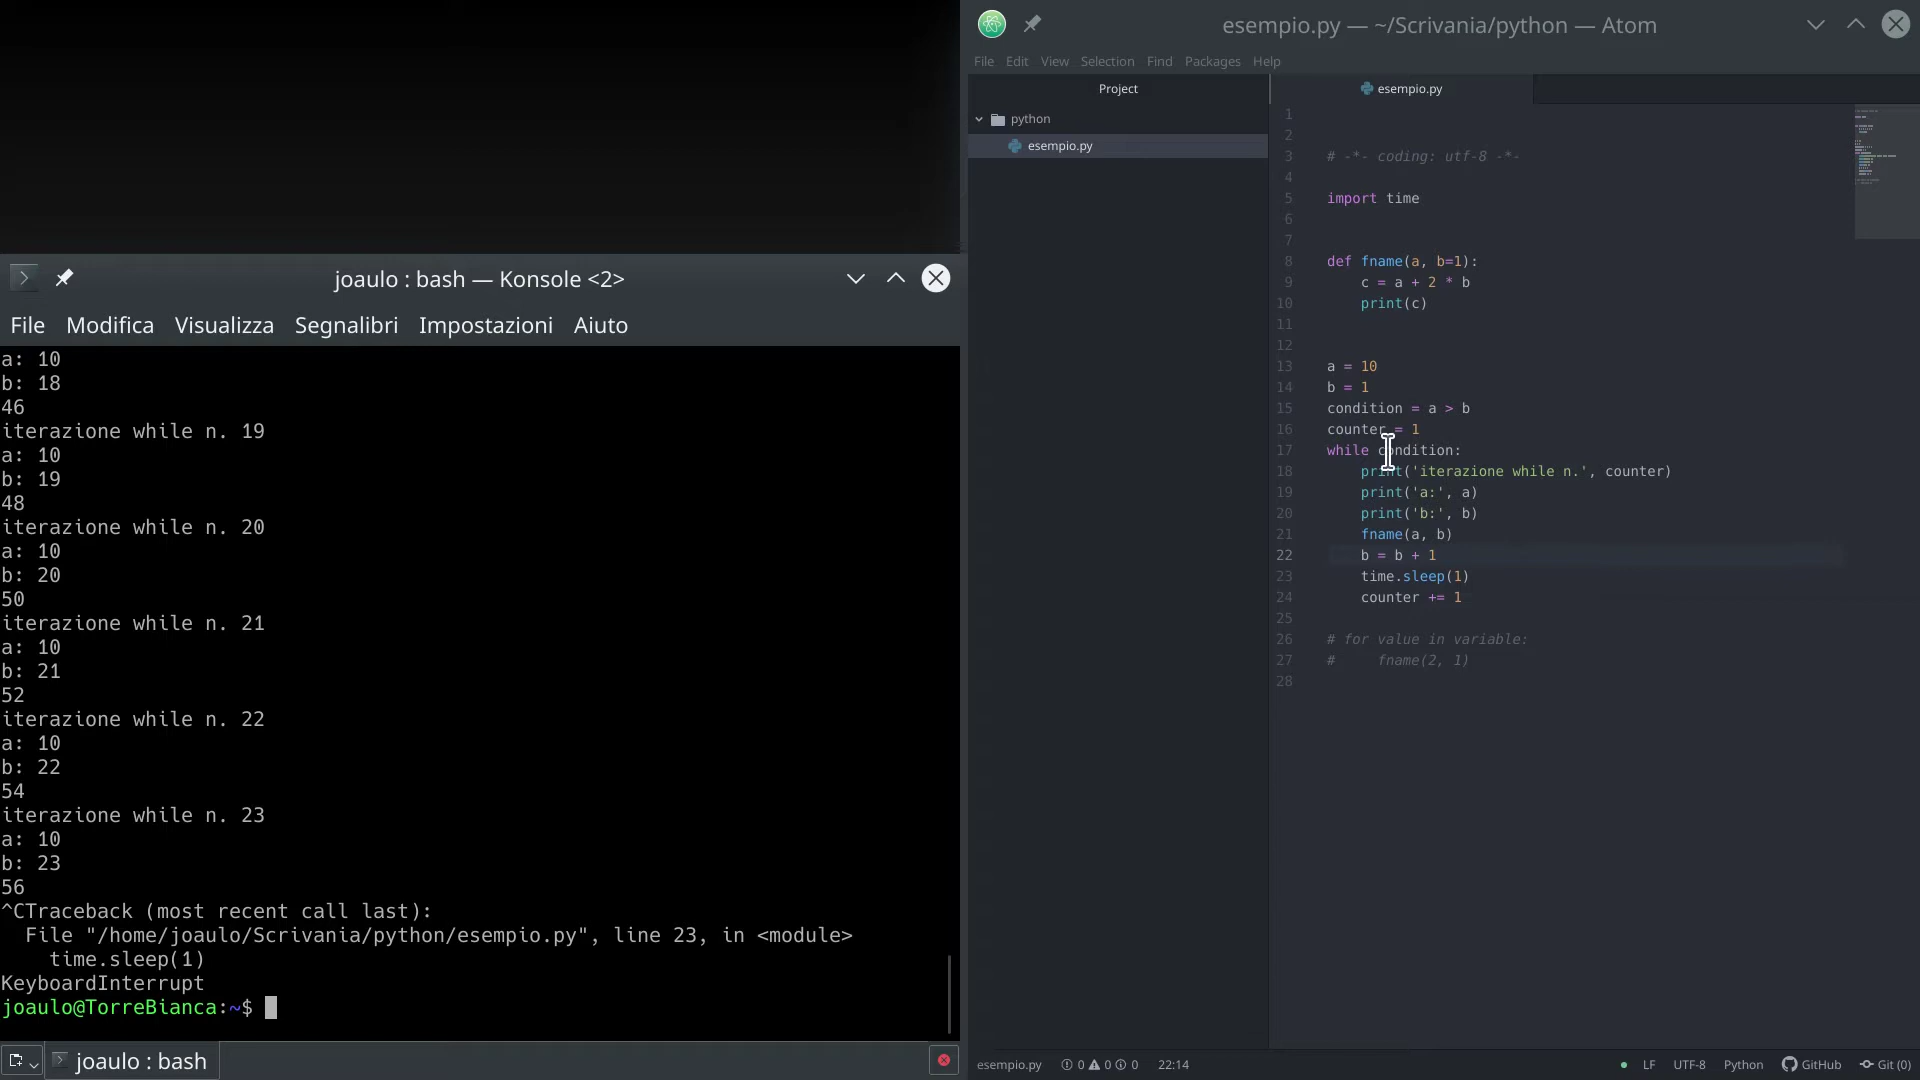 joaulo : bash — Konsole <2>
File Modifica Visualizza Segnalibri Impostazioni Aiuto
a: 10
b: 18
46
iterazione while n. 19
a: 10
b: 19
48
iterazione while n. 20
a: 10
b: 20
50
iterazione while n. 21
a: 10
b: 21
52
iterazione while n. 22
a: 10
b: 22
54
iterazione while n. 23
a: 10
b: 23
56
^CTraceback (most recent call last):
  File "/home/joaulo/Scrivania/python/esempio.py", line 23, in <module>
    time.sleep(1)
KeyboardInterrupt
joaulo@TorreBianca:~$
joaulo : bash
esempio.py — ~/Scrivania/python — Atom
File Edit View Selection Find Packages Help
Project
python
esempio.py
esempio.py
1
2
3 # -*- coding: utf-8 -*-
4
5 import time
6
7
8 def fname(a, b=1):
9     c = a + 2 * b
10     print(c)
11
12
13 a = 10
14 b = 1
15 condition = a > b
16 counter = 1
17 while condition:
18     print('iterazione while n.', counter)
19     print('a:', a)
20     print('b:', b)
21     fname(a, b)
22     b = b + 1
23     time.sleep(1)
24     counter += 1
25
26 # for value in variable:
27 #     fname(2, 1)
28
esempio.py 0 0 0 22:14 LF UTF-8 Python GitHub Git (0)